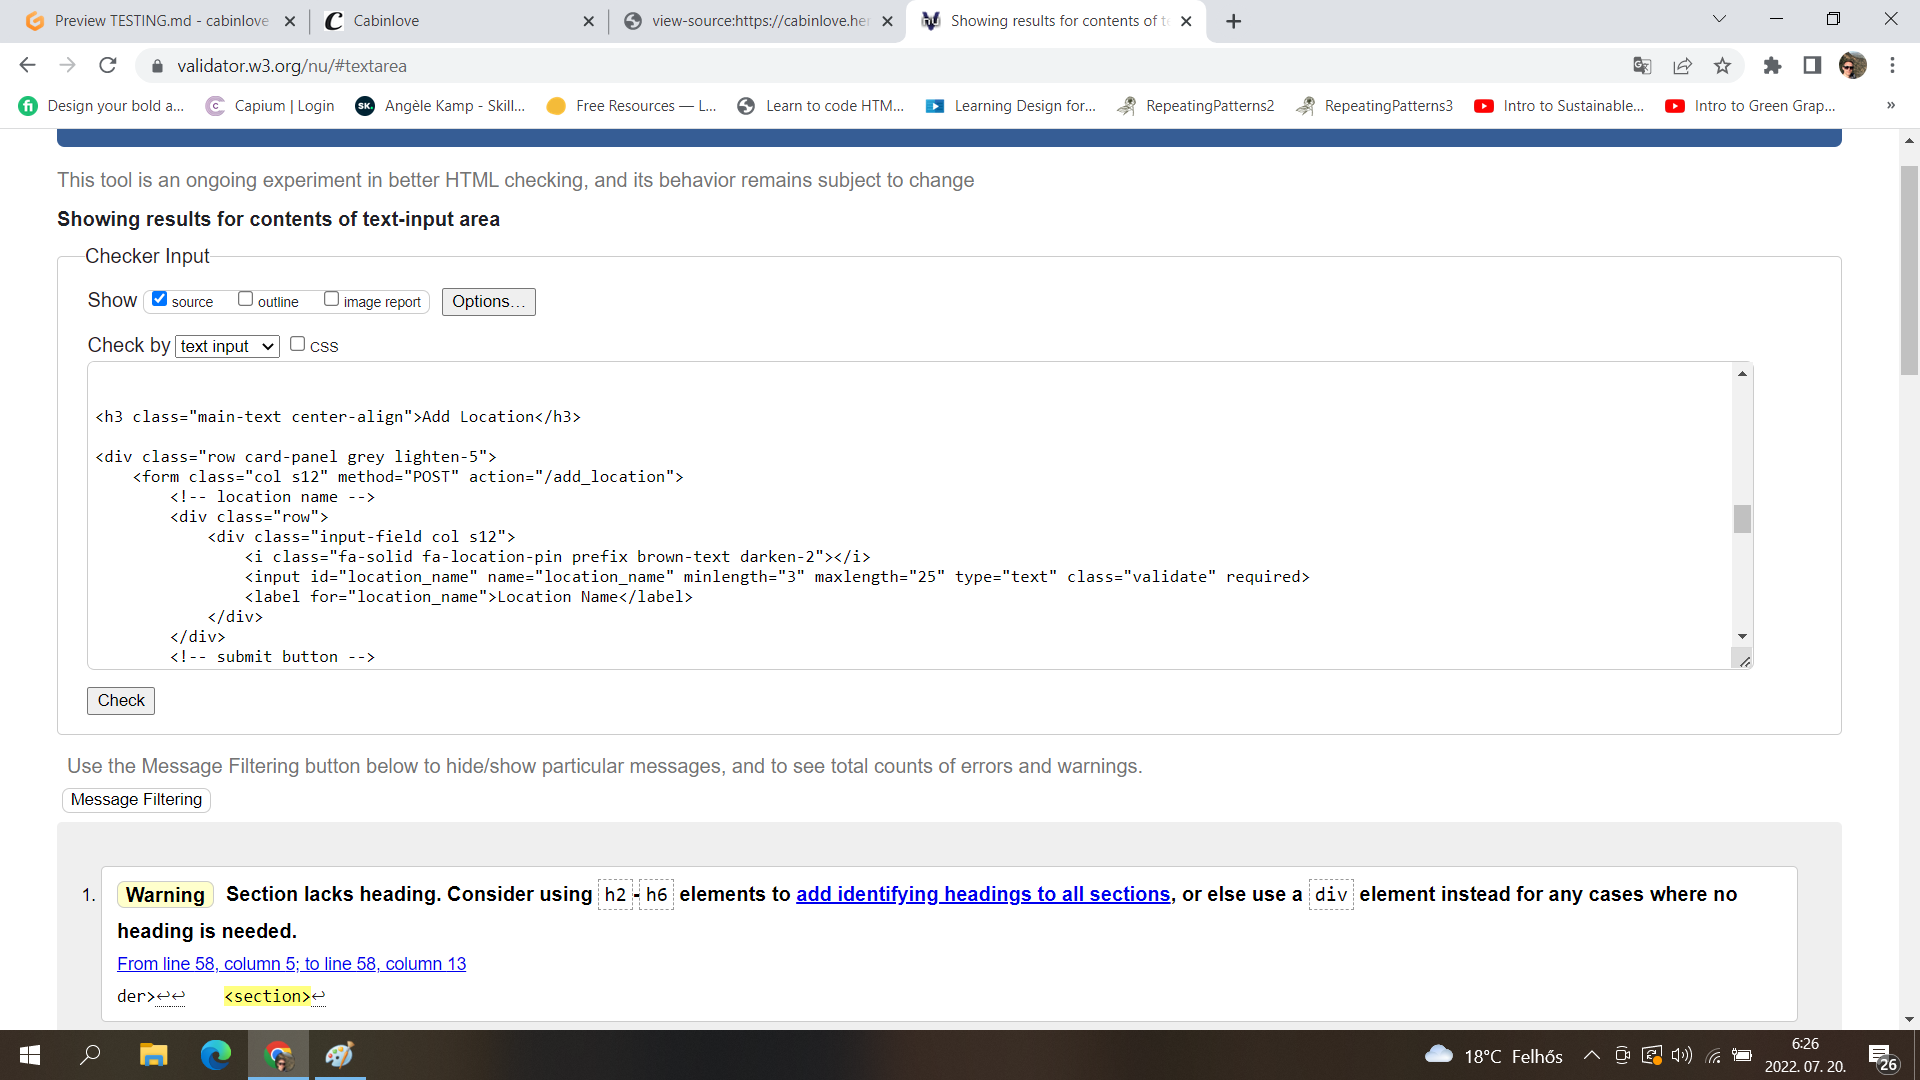 Preview TESTING.md - cabinlove
Cabinlove
view-source:https://cabinlove.he
Showing results for contents of t
validator.w3.org/nu/#textarea
Design your bold a...
Capium | Login
Angèle Kamp - Skill...
Free Resources — L...
Learn to code HTM...
Learning Design for...
RepeatingPatterns2
RepeatingPatterns3
Intro to Sustainable...
Intro to Green Grap...
»
This tool is an ongoing experiment in better HTML checking, and its behavior remains subject to change
Showing results for contents of text-input area
Checker Input
Show source outline image report Options...
Check by text input CSS
<h3 class="main-text center-align">Add Location</h3>
<div class="row card-panel grey lighten-5">
<form class="col s12" method="POST" action="/add_location">
<!-- location name -->
<div class="row">
<div class="input-field col s12">
<i class="fa-solid fa-location-pin prefix brown-text darken-2"></i>
<input id="location_name" name="location_name" minlength="3" maxlength="25" type="text" class="validate" required>
<label for="location_name">Location Name</label>
</div>
</div>
<!-- submit button -->
Check
Use the Message Filtering button below to hide/show particular messages, and to see total counts of errors and warnings.
Message Filtering
1. Warning Section lacks heading. Consider using h2-h6 elements to add identifying headings to all sections, or else use a div element instead for any cases where no
heading is needed.
From line 58, column 5; to line 58, column 13
der>↩↩ <section>↩
18°C Felhős
6:26
2022. 07. 20.
26